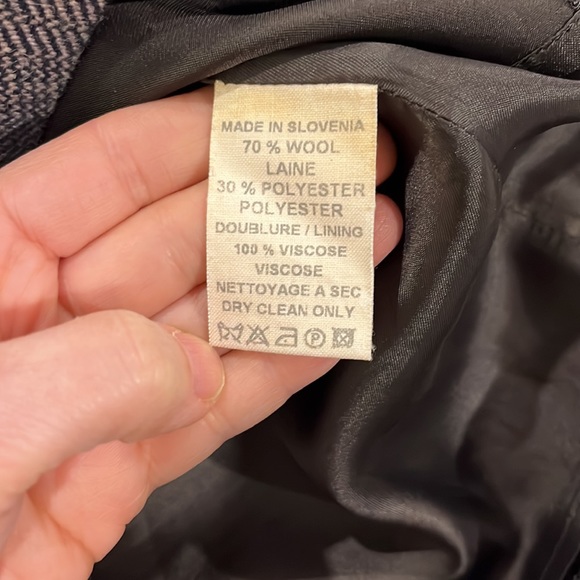 MADE IN SLOVENIA
70 % WOOL
LAINE
30 % POLYESTER
POLYESTER
DOUBLURE / LINING
100 % VISCOSE
VISCOSE
NETTOYAGE A SEC
DRY CLEAN ONLY
P